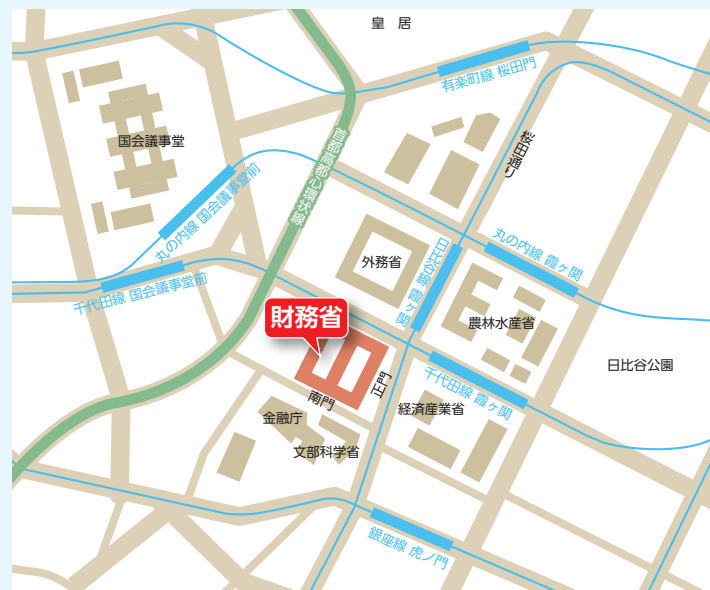 皇 居
有楽町線 桜田門
桜田通り
国会議事堂
首都高都心環状線
丸の内線 国会議事堂前
千代田線 国会議事堂前
外務省
日比谷線 霞ヶ関
丸の内線 霞ヶ関
財務省
農林水産省
日比谷公園
正門
南門
千代田線 霞ヶ関
経済産業省
金融庁
文部科学省
銀座線 虎ノ門